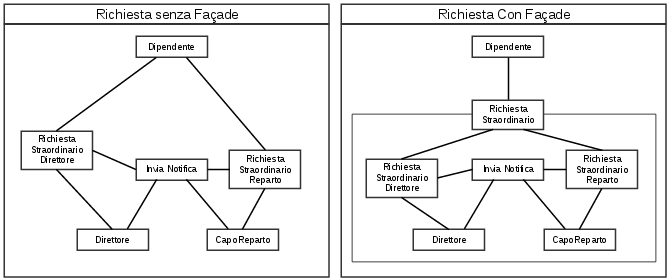 Richiesta senza Façade
Dipendente
Richiesta
Straordinario
Direttore
Invia Notifica
Richiesta
Straordinario
Reparto
Direttore
CapoReparto
Richiesta Con Façade
Dipendente
Richiesta
Straordinario
Richiesta
Straordinario
Direttore
Invia Notifica
Richiesta
Straordinario
Reparto
Direttore
CapoReparto